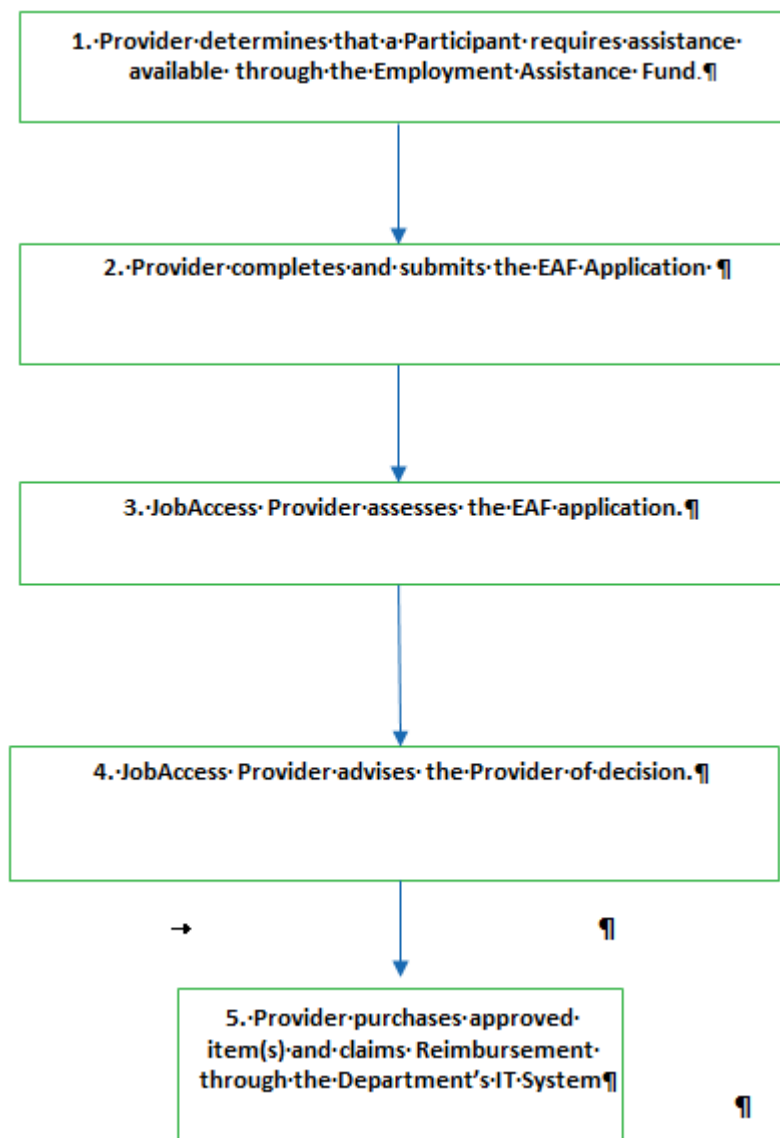 1.·Provider·determines·that·a·Participant·requires·assistance·
available·through·the·Employment·Assistance·Fund.¶
2.·Provider·completes·and·submits·the·EAF·Application·¶
3.·JobAccess·Provider·assesses·the·EAF·application.¶
4.·JobAccess·Provider·advises·the·Provider·of·decision.¶
→ ¶
5.·Provider·purchases·approved·
item(s)·and·claims·Reimbursement·
through·the·Department’s·IT·System¶
¶